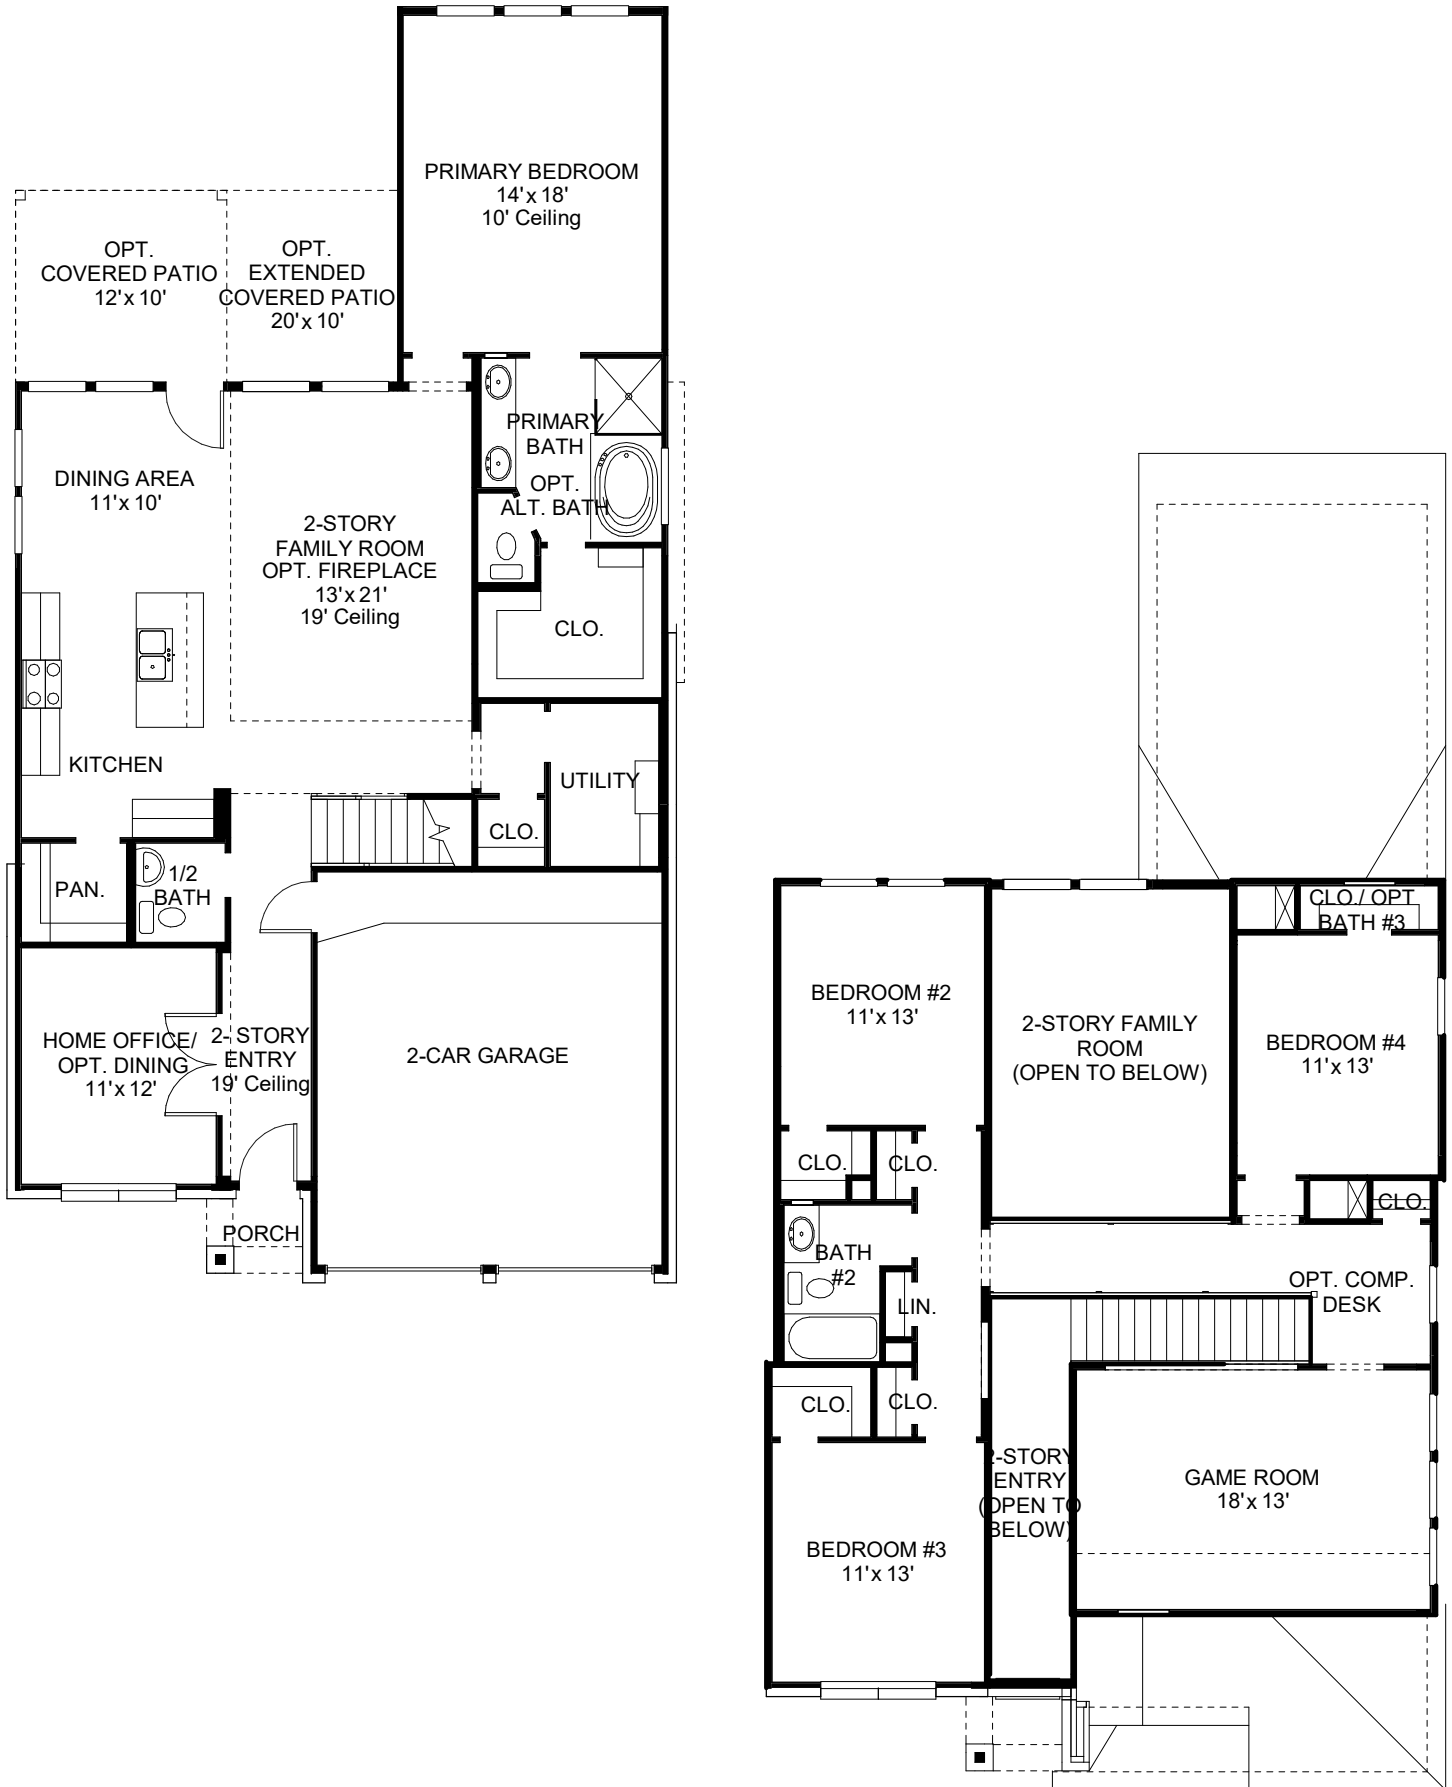 PRIMARY BEDROOM
14'x 18'
10' Ceiling
OPT.
COVERED PATIO
12'x 10'
OPT.
EXTENDED
COVERED PATIO
20'x 10'
PRIMARY
BATH
OPT.
ALT. BATH
DINING AREA
11'x 10'
2-STORY
FAMILY ROOM
OPT. FIREPLACE
13'x 21'
19' Ceiling
CLO.
KITCHEN
UTILITY
CLO.
PAN.
1/2
BATH
HOME OFFICE/
OPT. DINING
11'x 12'
2- STORY
ENTRY
19' Ceiling
2-CAR GARAGE
PORCH
CLO./ OPT
BATH #3
BEDROOM #2
11'x 13'
2-STORY FAMILY
ROOM
(OPEN TO BELOW)
BEDROOM #4
11'x 13'
CLO.
CLO.
CLO.
BATH
#2
LIN.
OPT. COMP.
DESK
CLO.
CLO.
2-STORY
ENTRY
(OPEN TO
BELOW)
GAME ROOM
18'x 13'
BEDROOM #3
11'x 13'